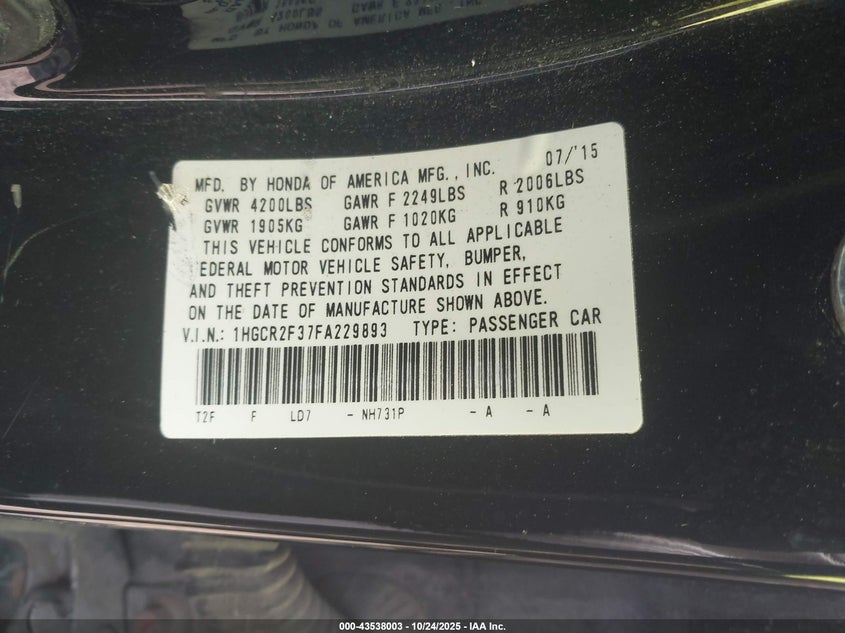 MFD. BY HONDA OF AMERICA MFG., INC. 07/'15
GVWR 4200LBS GAWR F 2249LBS R 2006LBS
GVWR 1905KG GAWR F 1020KG R 910KG
THIS VEHICLE CONFORMS TO ALL APPLICABLE
FEDERAL MOTOR VEHICLE SAFETY, BUMPER,
AND THEFT PREVENTION STANDARDS IN EFFECT
ON THE DATE OF MANUFACTURE SHOWN ABOVE.
V.I.N.: 1HGCR2F37FA229893 TYPE: PASSENGER CAR
T2F F LD7 - NH731P - A - A
000-43538003 - 10/24/2025 - IAA Inc.